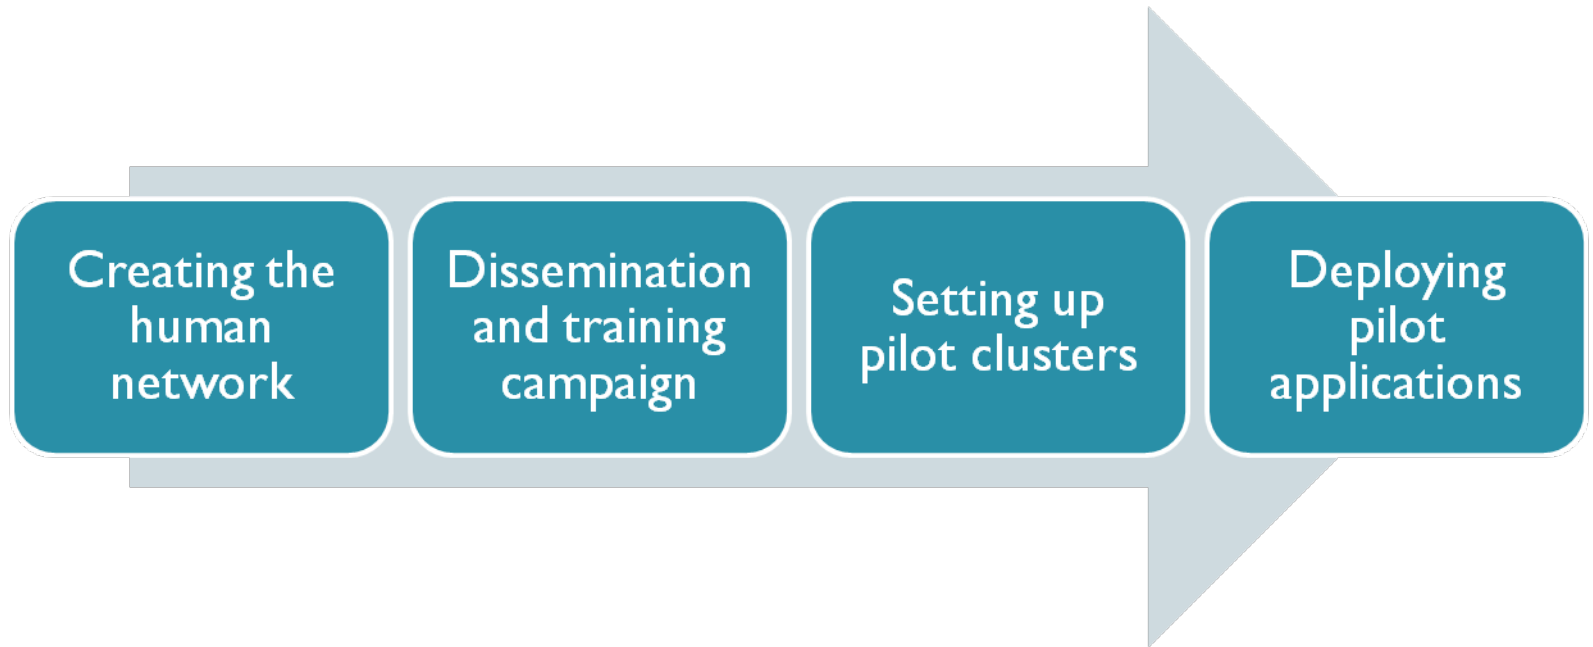 Creating the
human
network
Dissemination
and training
campaign
Setting up
pilot clusters
Deploying
pilot
applications